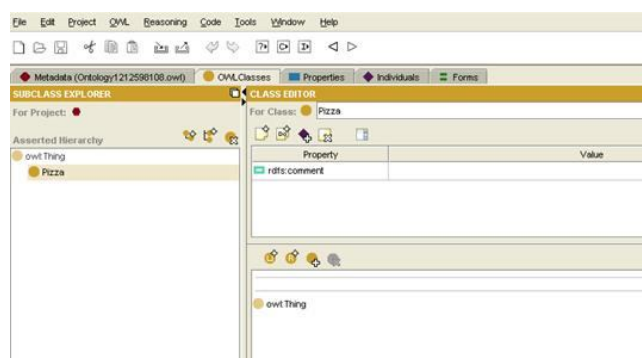 File Edit Project OWL Reasoning Code Tools Window Help
Metadata (Ontology1212598108.owl) OWLClasses Properties Individuals Forms
SUBCLASS EXPLORER
CLASS EDITOR
For Project:
For Class: Pizza
Asserted Hierarchy
owl:Thing
Pizza
Property Value
rdfs:comment
owl:Thing